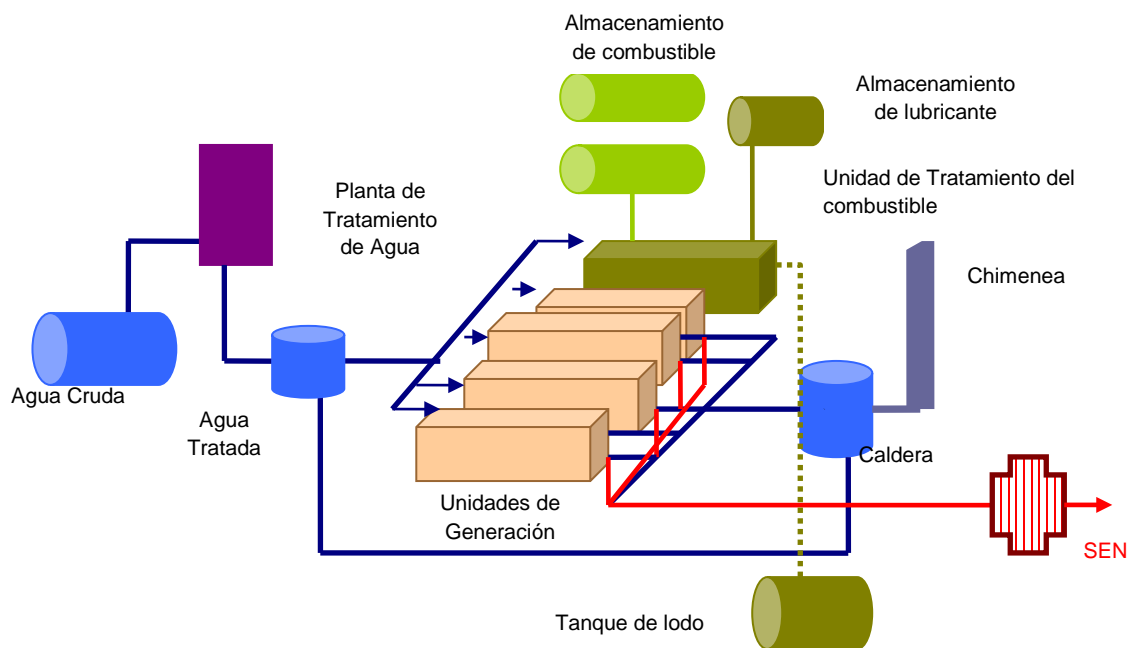 Almacenamiento
de combustible
Almacenamiento
de lubricante
Planta de
Tratamiento
de Agua
Unidad de Tratamiento del
combustible
Chimenea
Agua Cruda
Agua
Tratada
Caldera
Unidades de
Generación
SEN
Tanque de lodo